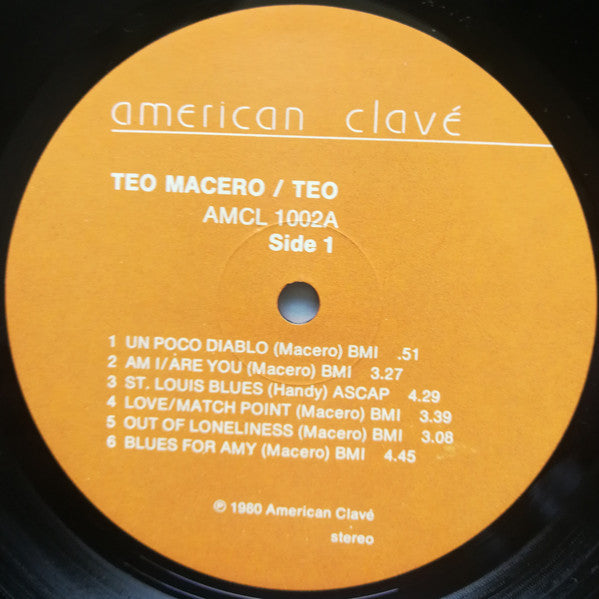 american clavé
TEO MACERO / TEO
AMCL 1002A
Side 1
1 UN POCO DIABLO (Macero) BMI .51
2 AM I/ARE YOU (Macero) BMI 3.27
3 ST. LOUIS BLUES (Handy) ASCAP 4.29
4 LOVE/MATCH POINT (Macero) BMI 3.39
5 OUT OF LONELINESS (Macero) BMI 3.08
6 BLUES FOR AMY (Macero) BMI 4.45
℗ 1980 American Clavé
stereo